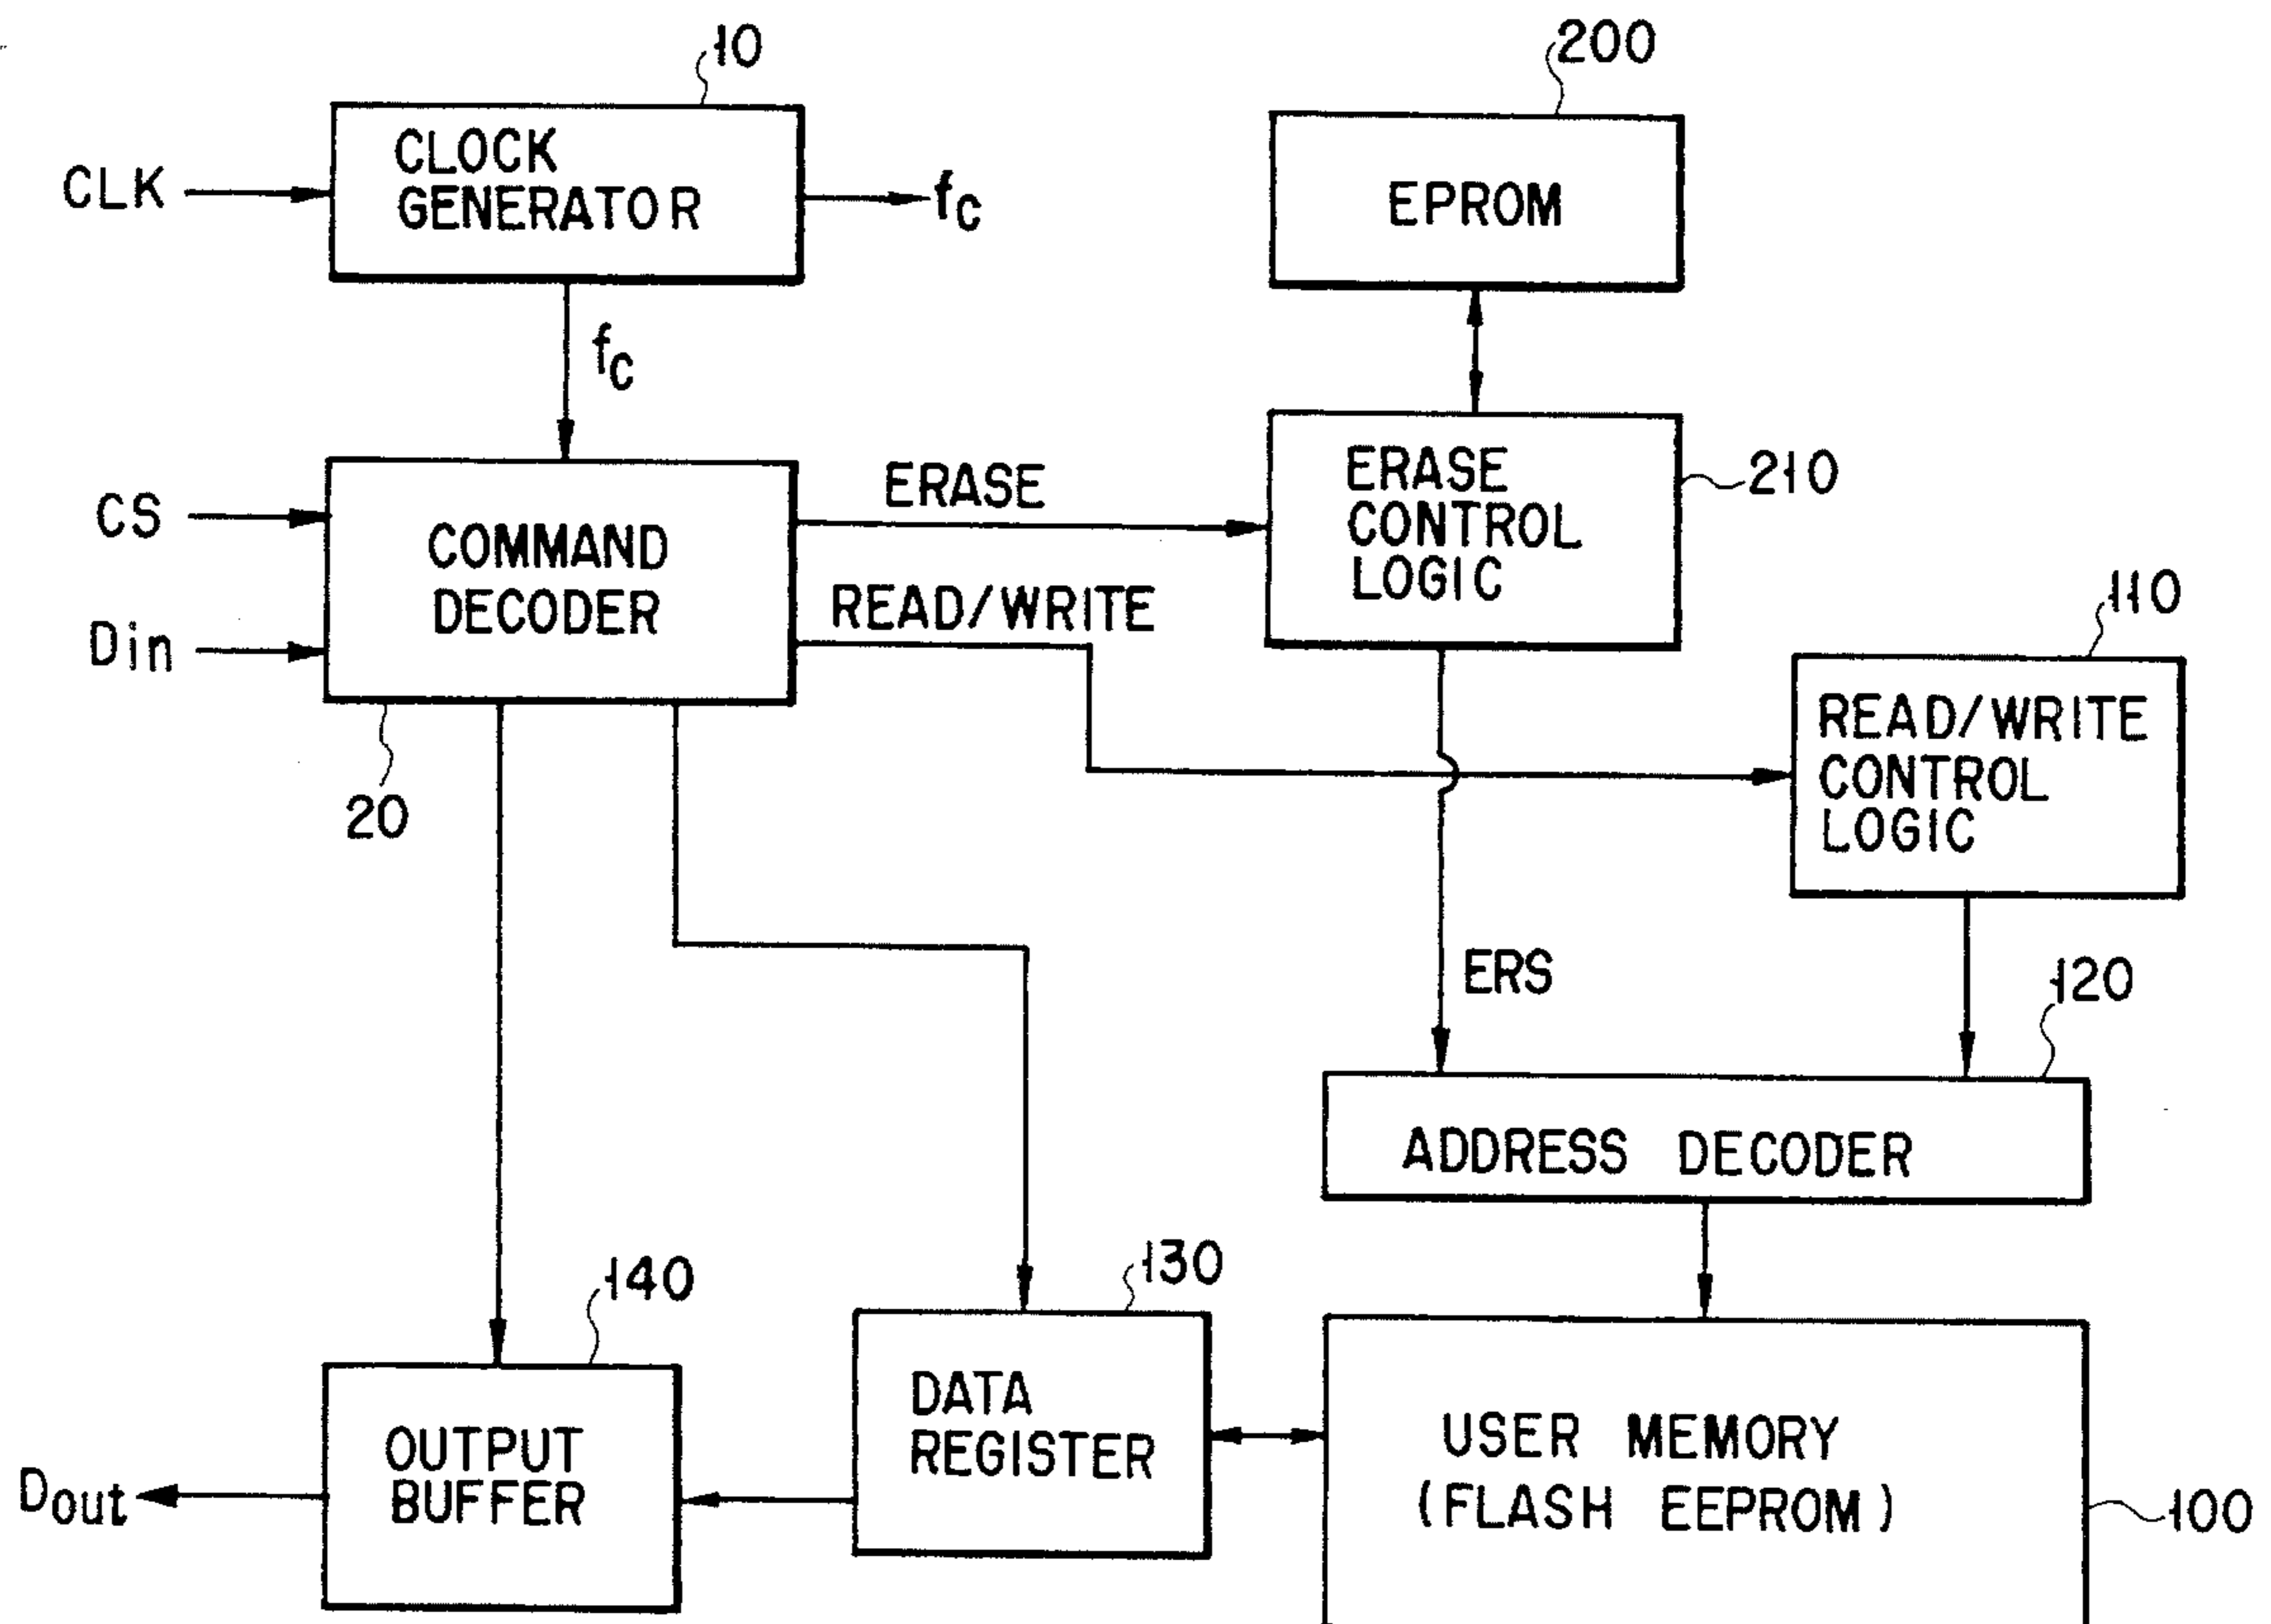 10
200
CLOCK
GENERATOR
CLK
fc
EPROM
fc
ERASE
CONTROL
LOGIC
210
ERASE
CS
COMMAND
DECODER
READ/WRITE
Din
110
READ/WRITE
CONTROL
LOGIC
20
ERS
120
ADDRESS DECODER
140
130
DATA
REGISTER
USER MEMORY
(FLASH EEPROM)
OUTPUT
BUFFER
Dout
100